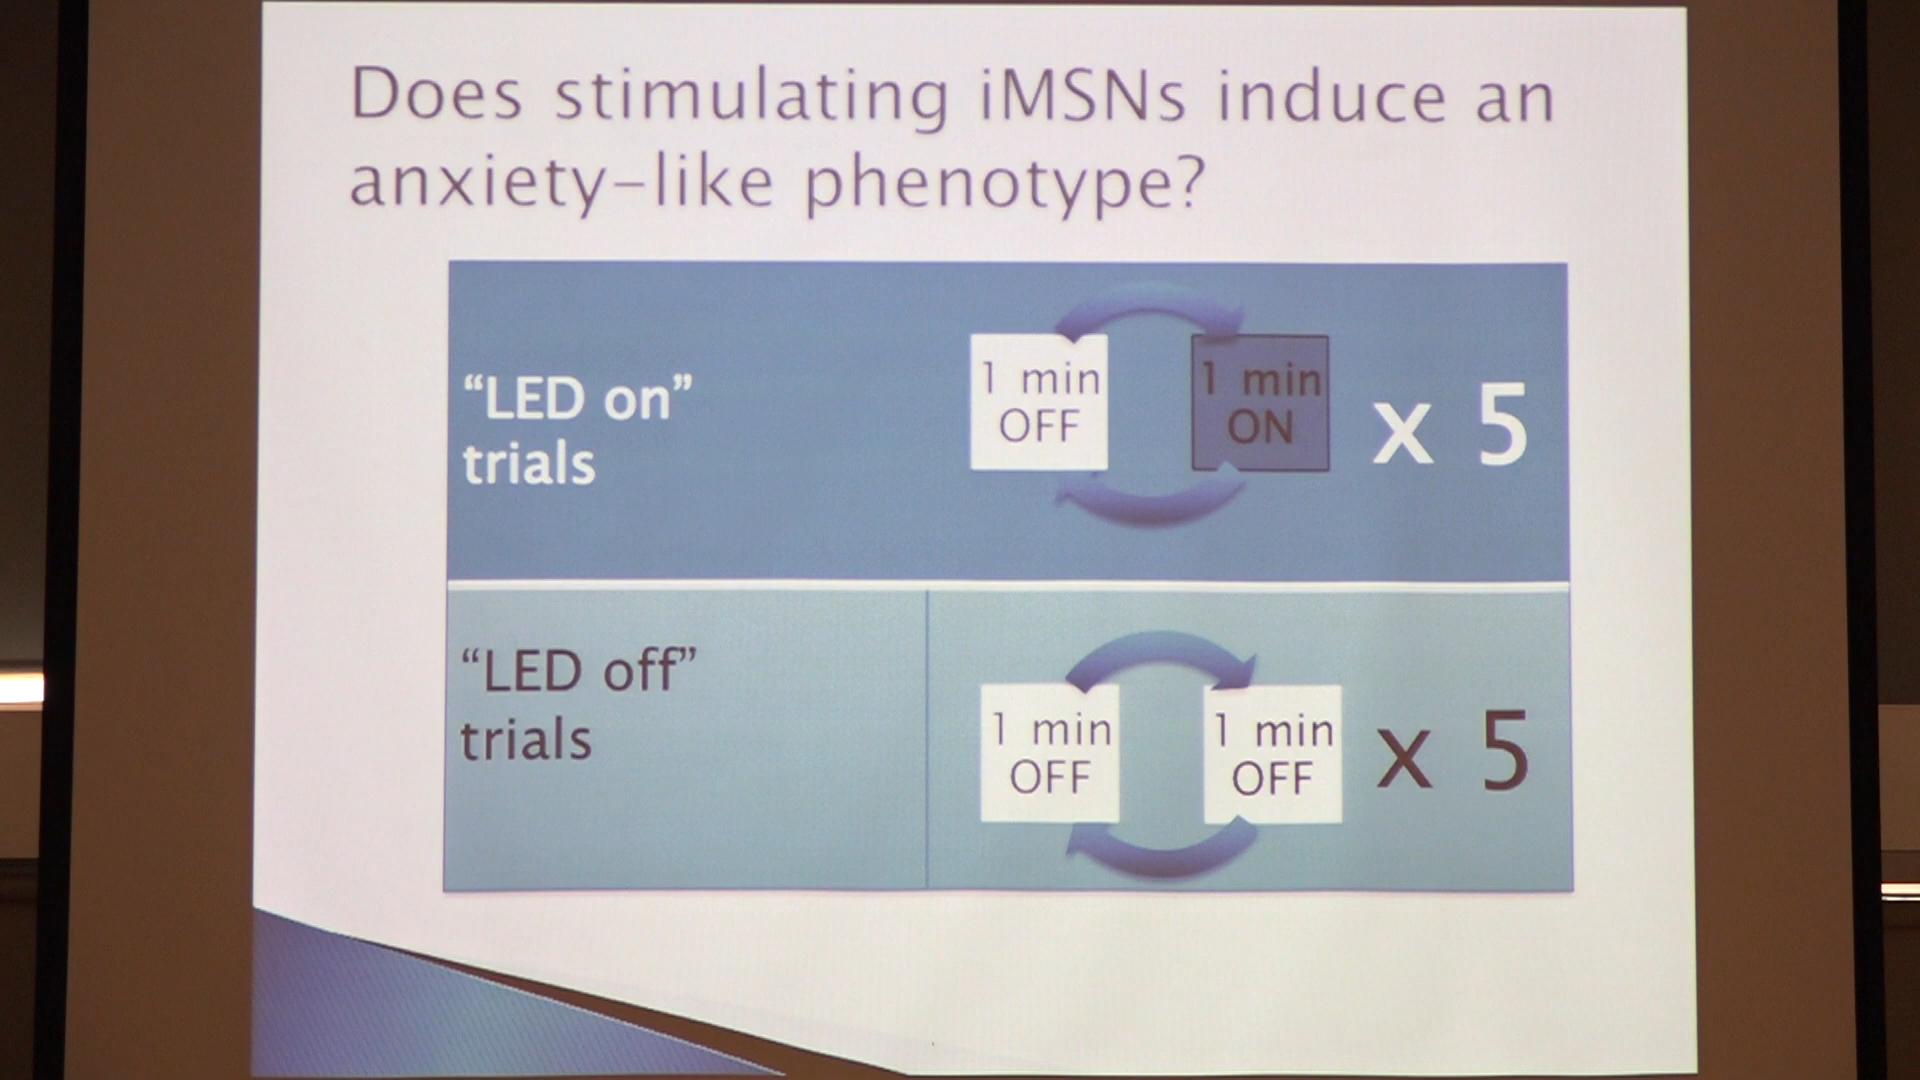 Does stimulating iMSNs induce an
anxiety-like phenotype?
“LED on”
trials
1 min
OFF
1 min
ON
x 5
“LED off”
trials
1 min
OFF
1 min
OFF
x 5